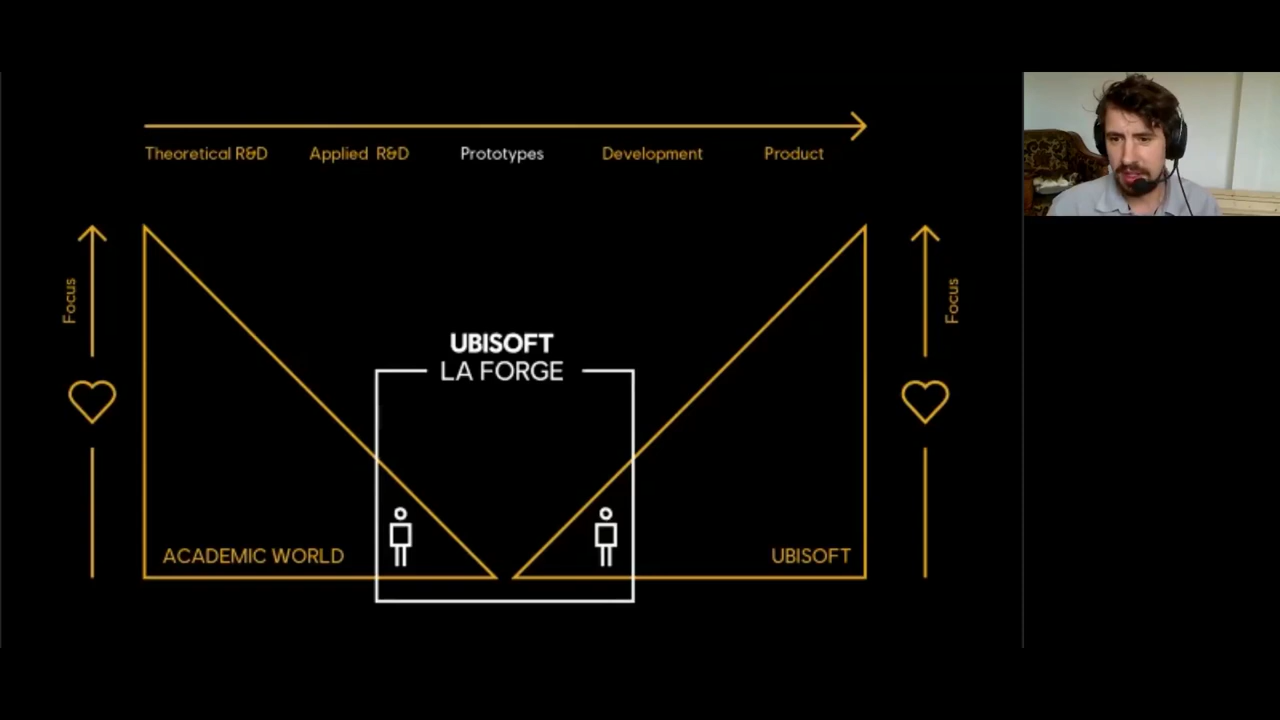 Theoretical R&D
Applied R&D
Prototypes
Development
Product
Focus
Focus
UBISOFT
LA FORGE
ACADEMIC WORLD
UBISOFT